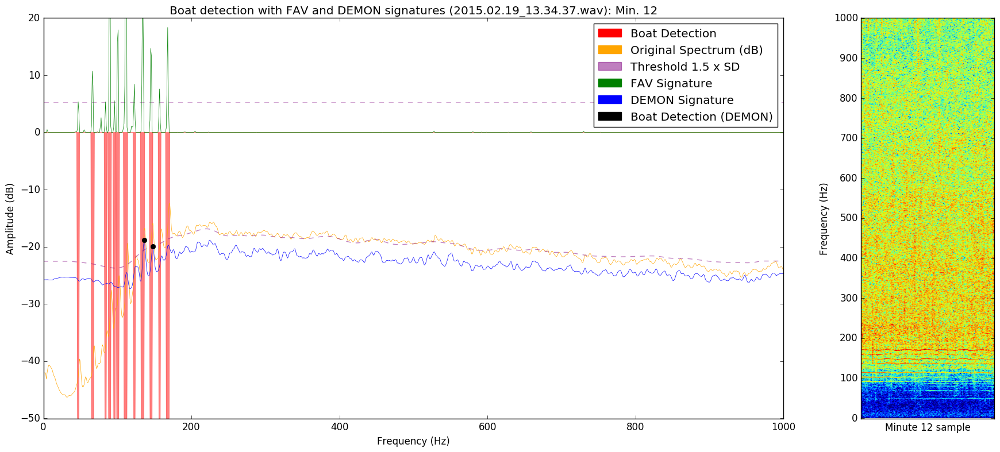 Boat detection with FAV and DEMON signatures (2015.02.19_13.34.37.wav): Min. 12
Boat Detection
Original Spectrum (dB)
Threshold 1.5 x SD
FAV Signature
DEMON Signature
Boat Detection (DEMON)
Amplitude (dB)
20
10
0
−10
−20
−30
−40
−50
0
200
400
600
800
1000
Frequency (Hz)
Frequency (Hz)
1000
900
800
700
600
500
400
300
200
100
0
Minute 12 sample